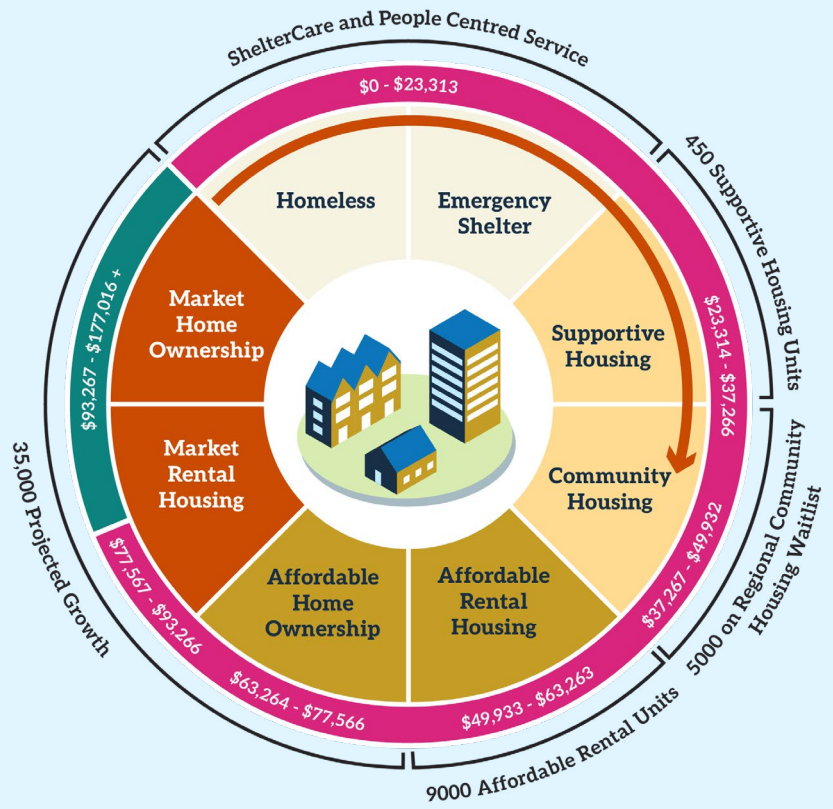 ShelterCare and People Centred Service
$0 - $23,313
450 Supportive Housing Units
$23,314 - $37,266
5000 on Regional Community
Housing Waitlist
$37,267 - $49,932
9000 Affordable Rental Units
$49,933 - $63,263
$63,264 - $77,566
$77,567 - $93,266
35,000 Projected Growth
$93,267 - $177,016 +
Homeless
Emergency
Shelter
Supportive
Housing
Community
Housing
Affordable
Rental
Housing
Affordable
Home
Ownership
Market
Rental
Housing
Market
Home
Ownership